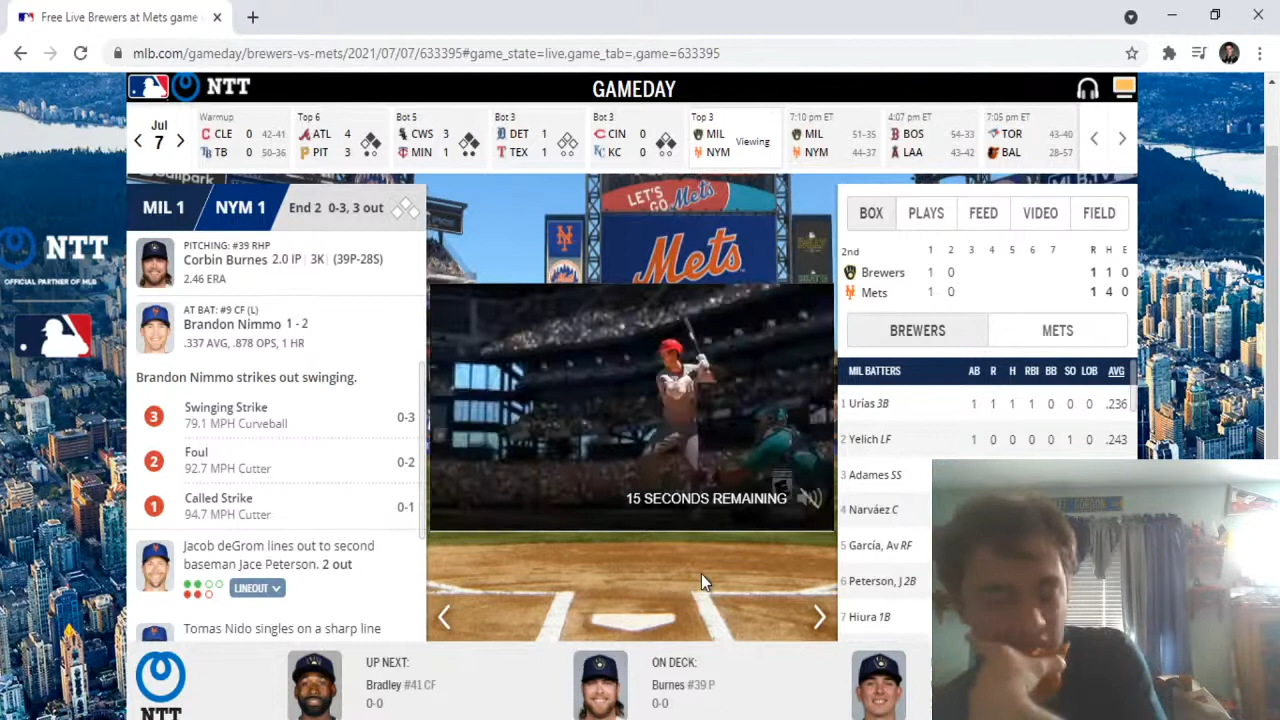 Free Live Brewers at Mets game
mlb.com/gameday/brewers-vs-mets/2021/07/07/633395#game_state=live,game_tab=,game=633395
NTT
GAMEDAY
Jul
7
Warmup
CLE 0 42-41
TB 0 50-36
Top 6
ATL 4
PIT 3
Bot 5
CWS 3
MIN 1
Bot 3
DET 1
TEX 1
Bot 3
CIN 0
KC 0
Top 3
MIL
NYM
Viewing
7:10 pm ET
MIL 51-35
NYM 44-37
4:07 pm ET
BOS 54-33
LAA 43-42
7:05 pm ET
TOR 43-40
BAL 28-57
NTT
OFFICIAL PARTNER OF MLB
MIL 1
NYM 1
End 2 0-3, 3 out
PITCHING: #39 RHP
Corbin Burnes 2.0 IP | 3K | (39P-28S)
2.46 ERA
AT BAT: #9 CF (L)
Brandon Nimmo 1 - 2
.337 AVG, .878 OPS, 1 HR
Brandon Nimmo strikes out swinging.
3 Swinging Strike
79.1 MPH Curveball 0-3
2 Foul
92.7 MPH Cutter 0-2
1 Called Strike
94.7 MPH Cutter 0-1
Jacob deGrom lines out to second
baseman Jace Peterson. 2 out
LINEOUT
Tomas Nido singles on a sharp line
LET'S GO Mets
Mets
15 SECONDS REMAINING
BOX PLAYS FEED VIDEO FIELD
2nd 1 2 3 4 5 6 7 R H E
Brewers 1 0 1 1 0
Mets 1 0 1 4 0
BREWERS METS
MIL BATTERS AB R H RBI BB SO LOB AVG
1 Urías 3B 1 1 1 1 0 0 0 .236
2 Yelich LF 1 0 0 0 0 1 0 .243
3 Adames SS
4 Narváez C
5 García, Av RF
6 Peterson, J 2B
7 Hiura 1B
NTT
UP NEXT:
Bradley #41 CF
0-0
ON DECK:
Burnes #39 P
0-0